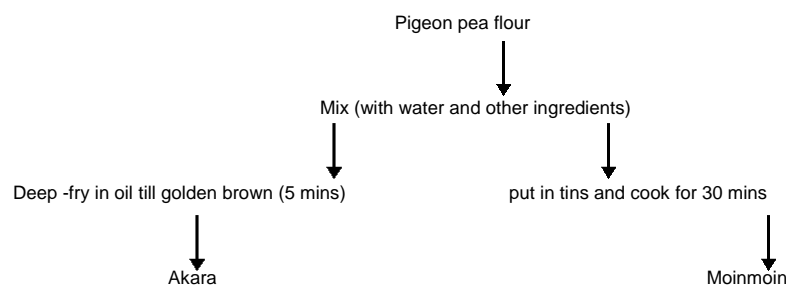 Pigeon pea flour
Mix (with water and other ingredients)
Deep -fry in oil till golden brown (5 mins)
put in tins and cook for 30 mins
Akara
Moinmoin